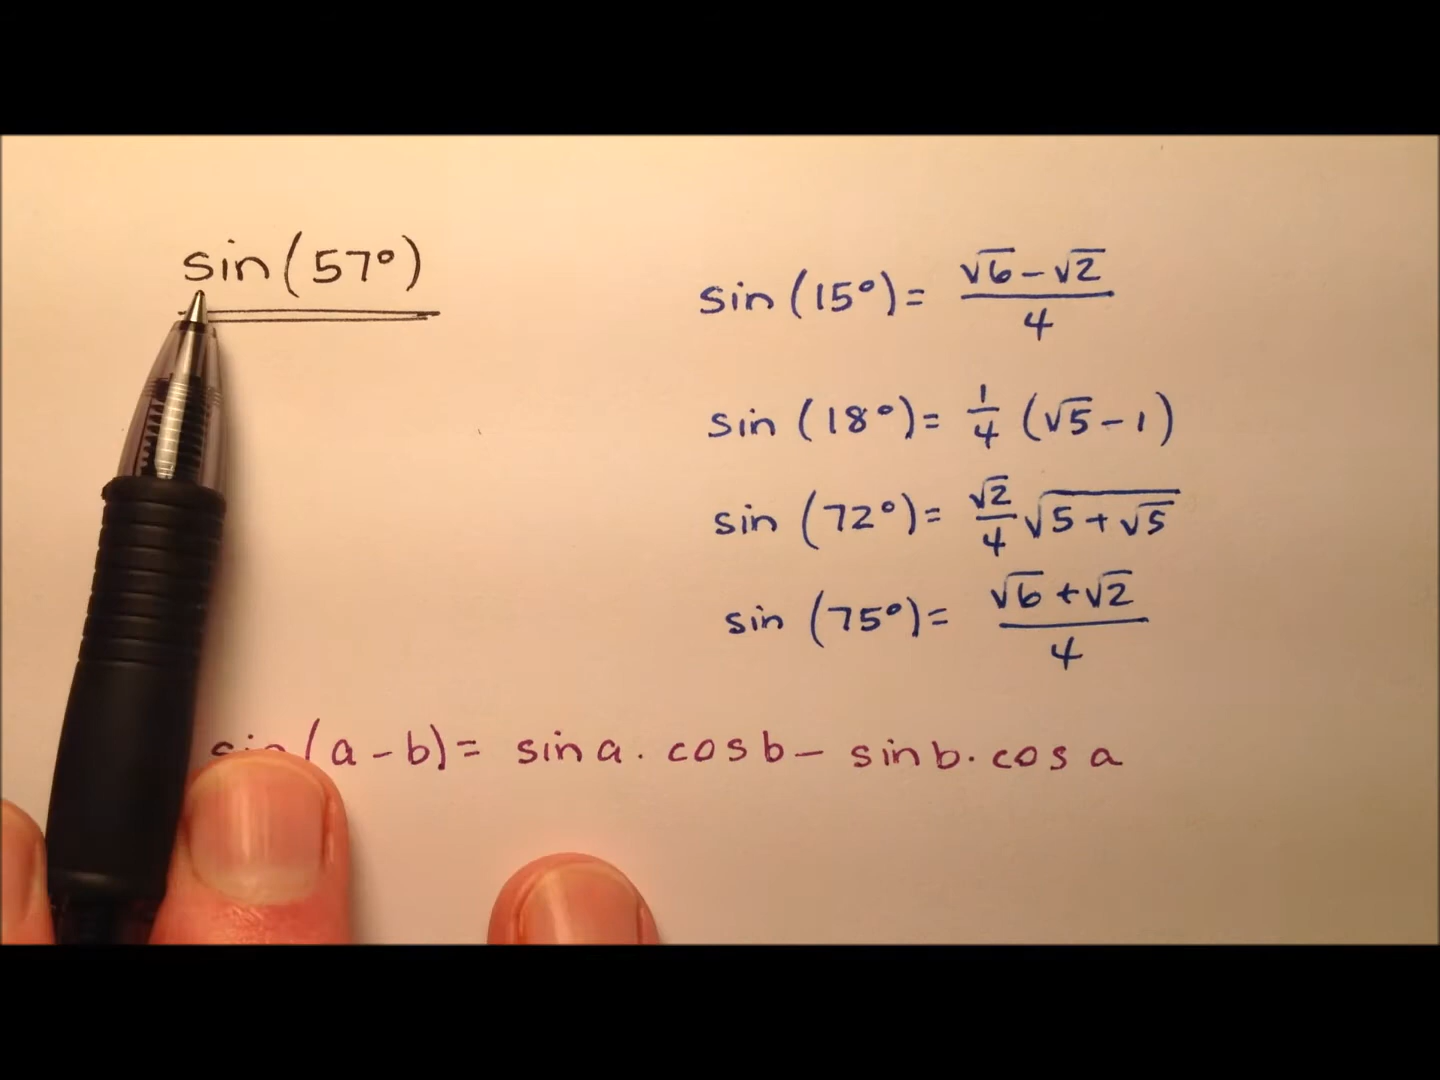 sin(57°)
sin (15°) = √6 - √2 / 4
sin (18°) = 1/4 (√5 - 1)
sin (72°) = √2/4 √5 + √5
sin (75°) = √6 + √2 / 4
sin(a - b) = sin a · cos b - sin b · cos a